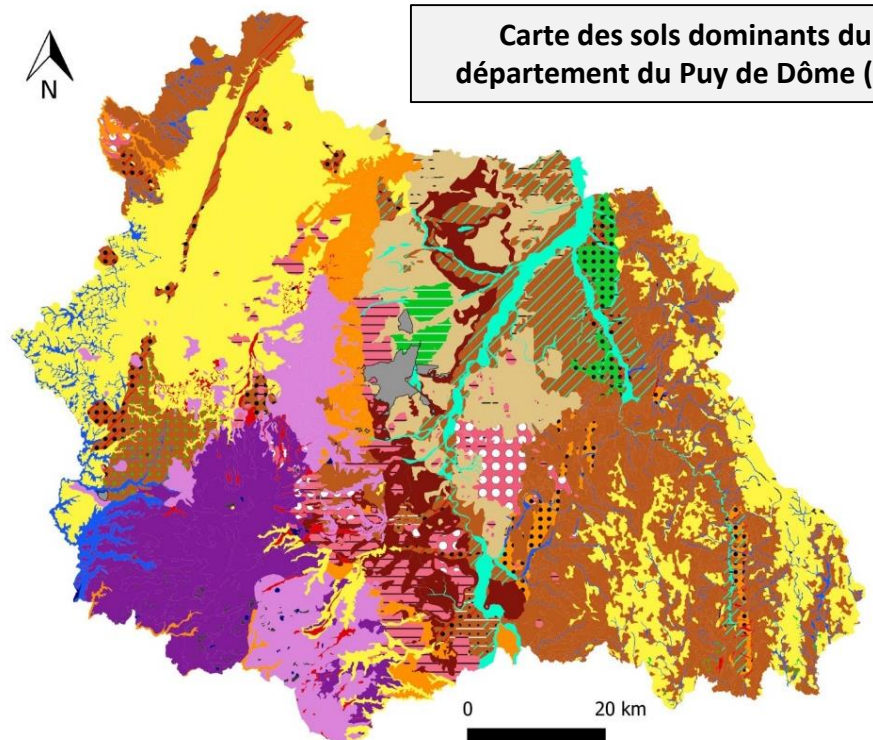 Carte des sols dominants du
département du Puy de Dôme (
N
0 20 km